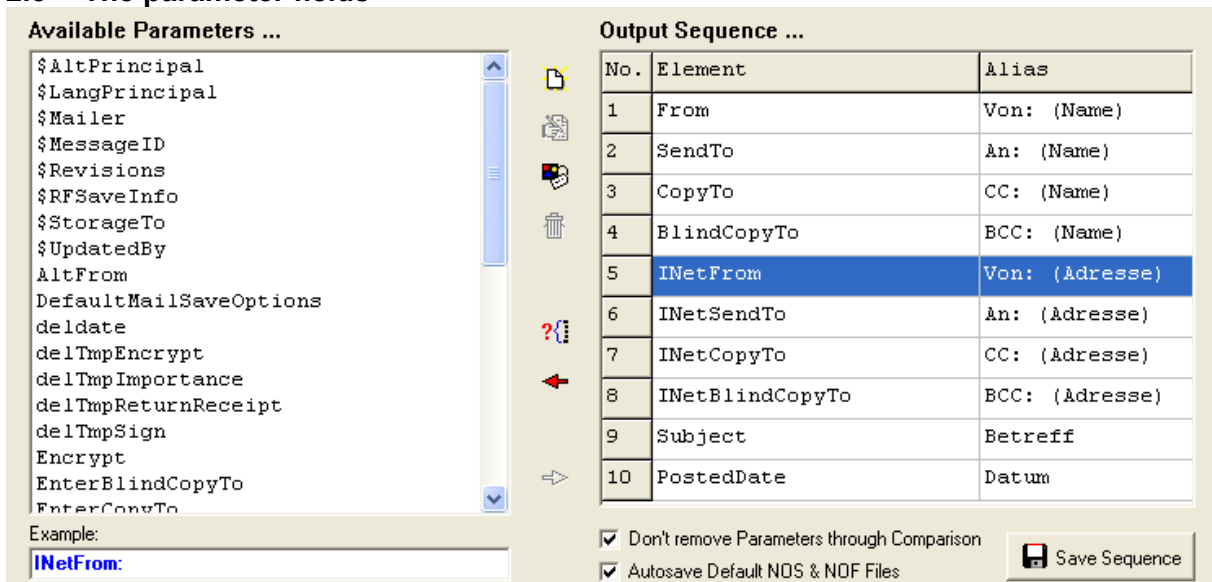 Available Parameters ...
$AltPrincipal
$LangPrincipal
$Mailer
$MessageID
$Revisions
$RFSaveInfo
$StorageTo
$UpdatedBy
AltFrom
DefaultMailSaveOptions
deldate
delTmpEncrypt
delTmpImportance
delTmpReturnReceipt
delTmpSign
Encrypt
EnterBlindCopyTo
EnterCopyTo
Example:
INetFrom:
?{
Output Sequence ...
No. Element Alias
1 From Von: (Name)
2 SendTo An: (Name)
3 CopyTo CC: (Name)
4 BlindCopyTo BCC: (Name)
5 INetFrom Von: (Adresse)
6 INetSendTo An: (Adresse)
7 INetCopyTo CC: (Adresse)
8 INetBlindCopyTo BCC: (Adresse)
9 Subject Betreff
10 PostedDate Datum
Don't remove Parameters through Comparison
Autosave Default NOS & NOF Files
Save Sequence